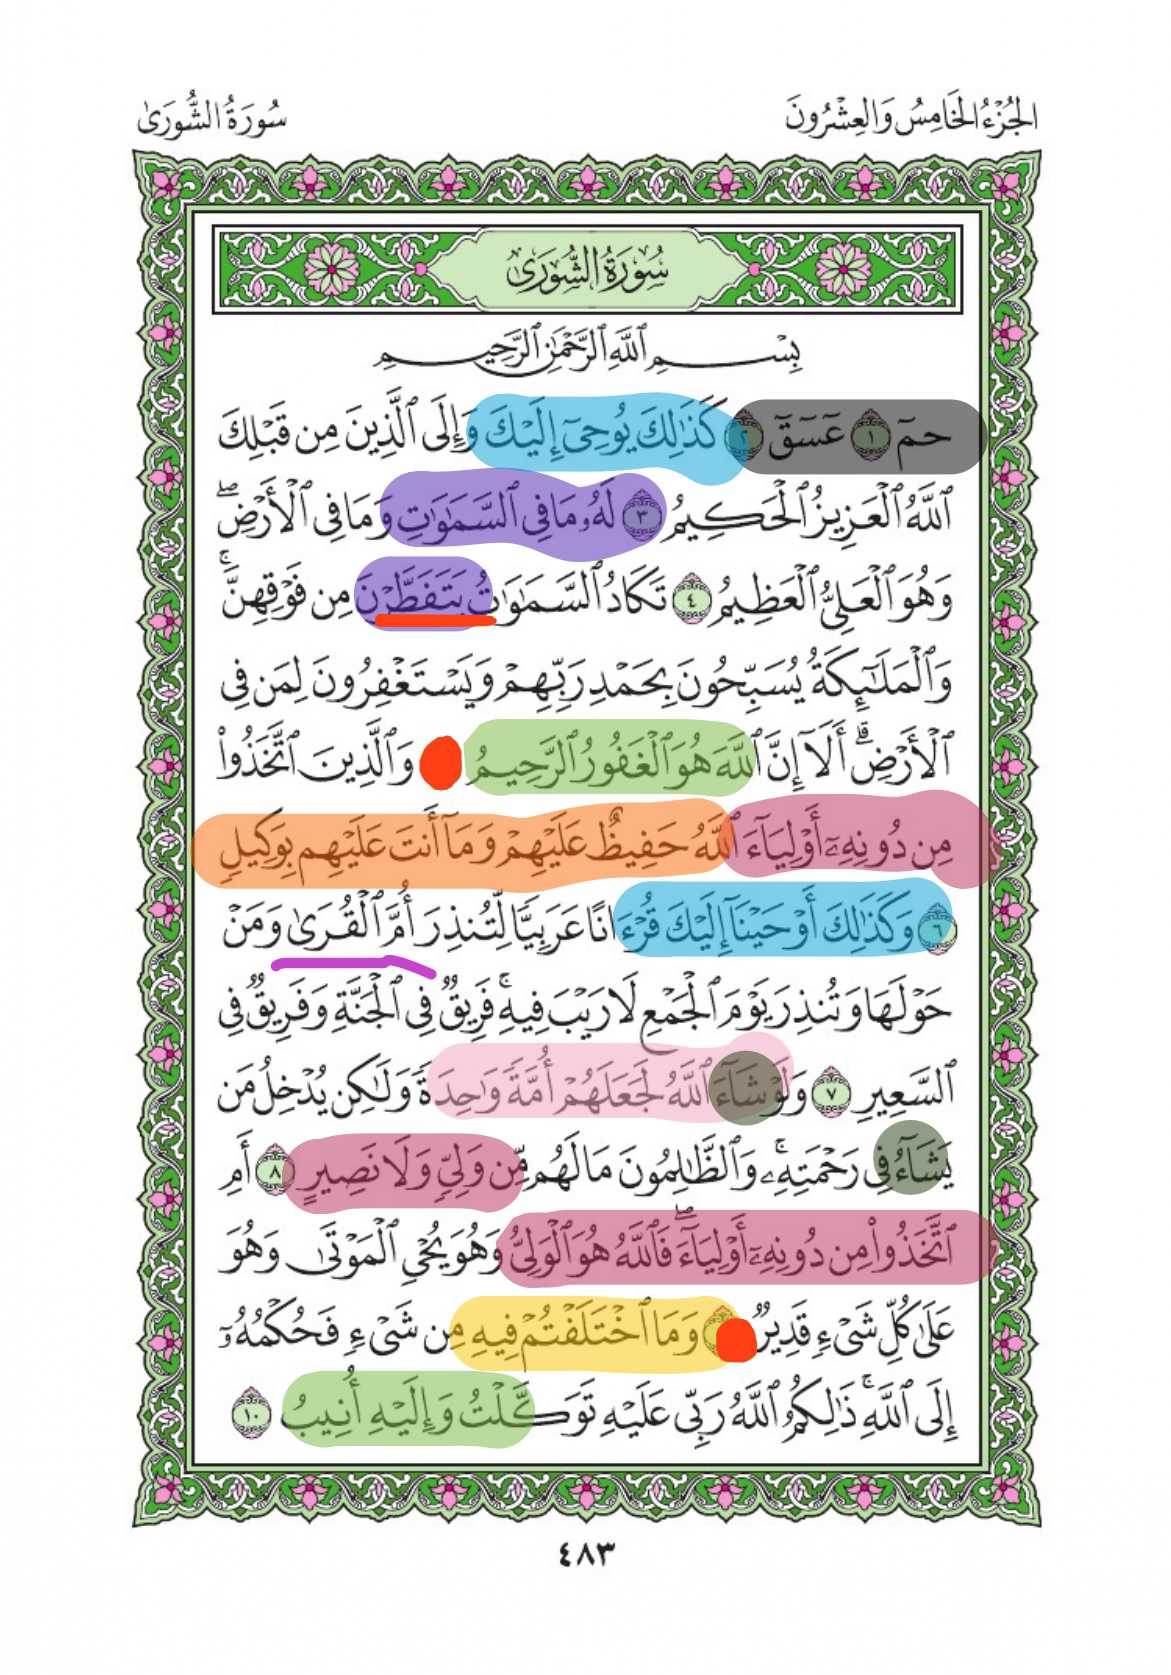 الجُزْءُ الخَامِسُ وَالعِشْرُونَ
سُورَةُ الشُّورَىٰ
سُورَةُ الشُّورَىٰ
بِسْمِ ٱللَّهِ ٱلرَّحْمَٰنِ ٱلرَّحِيمِ
حمٓ ١ عٓسٓقٓ ٢ كَذَٰلِكَ يُوحِىٓ إِلَيْكَ وَإِلَى ٱلَّذِينَ مِن قَبْلِكَ
ٱللَّهُ ٱلْعَزِيزُ ٱلْحَكِيمُ ٣ لَهُۥ مَا فِى ٱلسَّمَٰوَٰتِ وَمَا فِى ٱلْأَرْضِۖ
وَهُوَ ٱلْعَلِىُّ ٱلْعَظِيمُ ٤ تَكَادُ ٱلسَّمَٰوَٰتُ يَتَفَطَّرْنَ مِن فَوْقِهِنَّۚ
وَٱلْمَلَٰٓئِكَةُ يُسَبِّحُونَ بِحَمْدِ رَبِّهِمْ وَيَسْتَغْفِرُونَ لِمَن فِى
ٱلْأَرْضِۗ أَلَآ إِنَّ ٱللَّهَ هُوَ ٱلْغَفُورُ ٱلرَّحِيمُ وَٱلَّذِينَ ٱتَّخَذُوا۟
مِن دُونِهِۦٓ أَوْلِيَآءَ ٱللَّهُ حَفِيظٌ عَلَيْهِمْ وَمَآ أَنتَ عَلَيْهِم بِوَكِيلٍ
٦ وَكَذَٰلِكَ أَوْحَيْنَآ إِلَيْكَ قُرْءَانًا عَرَبِيًّا لِّتُنذِرَ أُمَّ ٱلْقُرَىٰ وَمَنْ
حَوْلَهَا وَتُنذِرَ يَوْمَ ٱلْجَمْعِ لَا رَيْبَ فِيهِۚ فَرِيقٌ فِى ٱلْجَنَّةِ وَفَرِيقٌ فِى
ٱلسَّعِيرِ ٧ وَلَوْ شَآءَ ٱللَّهُ لَجَعَلَهُمْ أُمَّةً وَٰحِدَةً وَلَٰكِن يُدْخِلُ مَن
يَشَآءُ فِى رَحْمَتِهِۦۚ وَٱلظَّٰلِمُونَ مَا لَهُم مِّن وَلِىٍّ وَلَا نَصِيرٍ ٨ أَمِ
ٱتَّخَذُوا۟ مِن دُونِهِۦٓ أَوْلِيَآءَۖ فَٱللَّهُ هُوَ ٱلْوَلِىُّ وَهُوَ يُحْىِ ٱلْمَوْتَىٰ وَهُوَ
عَلَىٰ كُلِّ شَىْءٍ قَدِيرٌ وَمَا ٱخْتَلَفْتُمْ فِيهِ مِن شَىْءٍ فَحُكْمُهُۥٓ
إِلَى ٱللَّهِۚ ذَٰلِكُمُ ٱللَّهُ رَبِّى عَلَيْهِ تَوَكَّلْتُ وَإِلَيْهِ أُنِيبُ ١٠
٤٨٣